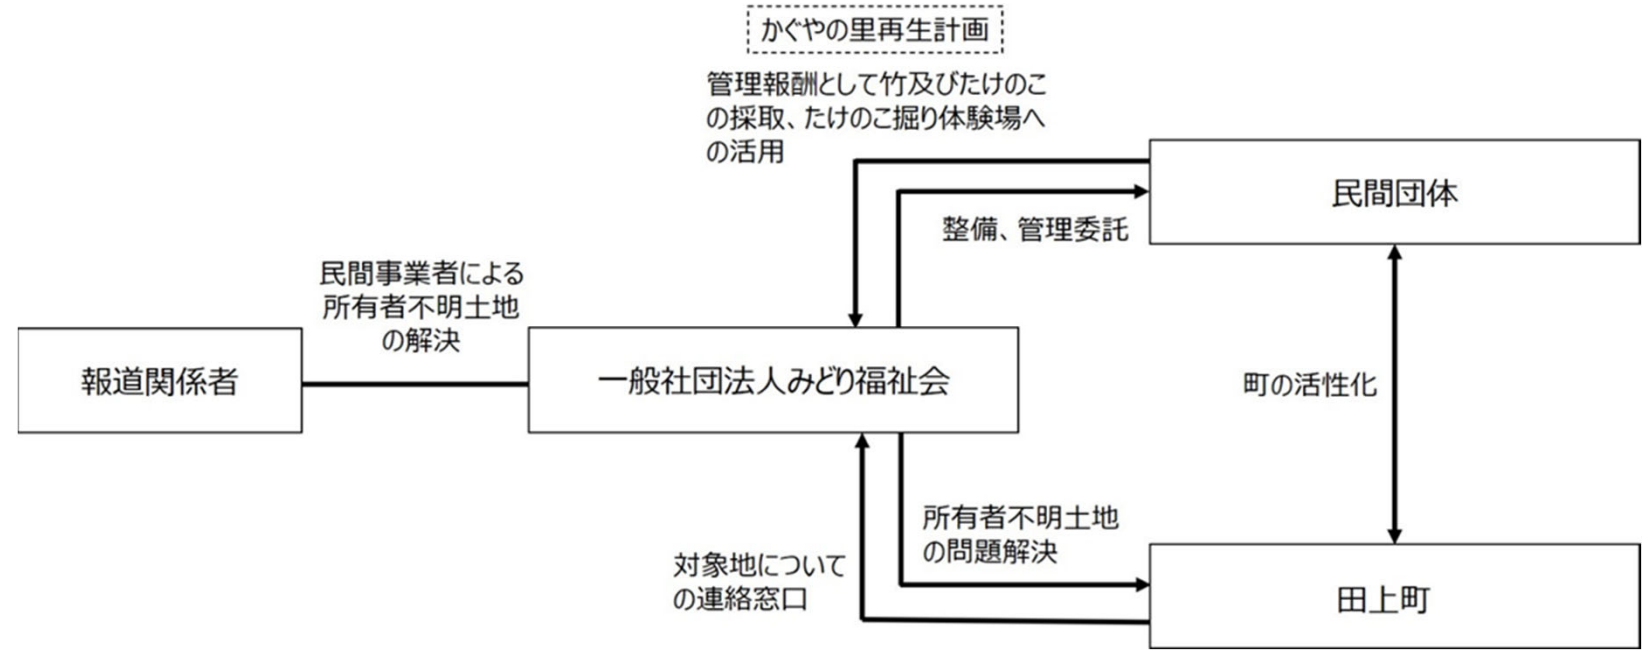 かぐやの里再生計画
管理報酬として竹及びたけのこ
の採取、たけのこ掘り体験場へ
の活用
民間団体
整備、管理委託
民間事業者による
所有者不明土地
の解決
報道関係者
一般社団法人みどり福祉会
町の活性化
所有者不明土地
の問題解決
対象地について
の連絡窓口
田上町